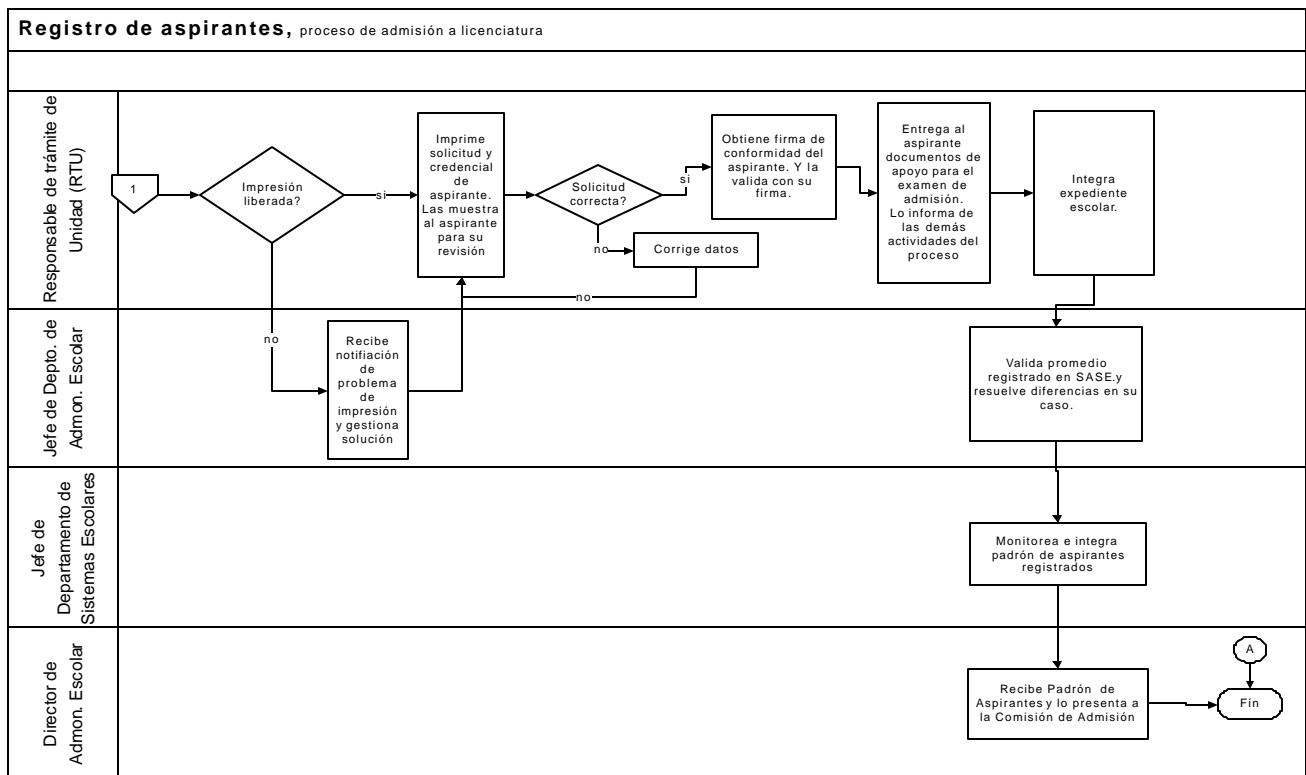 Registro de aspirantes, proceso de admisión a licenciatura
Responsable de trámite de
Unidad (RTU)
1
Impresión
liberada?
si
Imprime
solicitud y
credencial
de
aspirante.
Las muestra
al aspirante
para su
revisión
Solicitud
correcta?
si
Obtiene firma de
conformidad del
aspirante. Y la
valida con su
firma.
Entrega al
aspirante
documentos de
apoyo para el
examen de
admisión.
Lo informa de
las demás
actividades del
proceso
Integra
expediente
escolar.
no
Corrige datos
no
Jefe de Depto. de
Admon. Escolar
no
Recibe
notifiación
de
problema
de
impresión
y gestiona
solución
Valida promedio
registrado en SASE.y
resuelve diferencias en su
caso.
Jefe de
Departamento de
Sistemas Escolares
Monitorea e integra
padrón de aspirantes
registrados
Director de
Admon. Escolar
Recibe Padrón de
Aspirantes y lo presenta a
la Comisión de Admisión
A
Fín